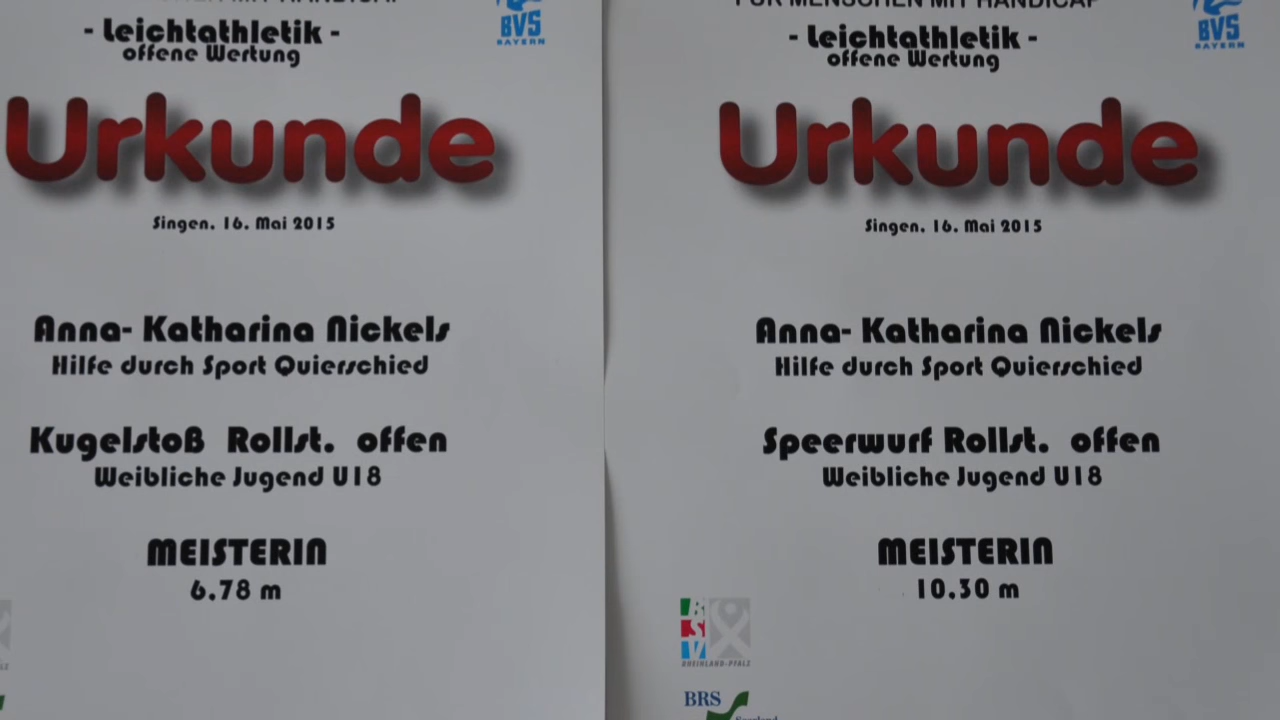 - Leichtathletik -
offene Wertung
BVS
BAYERN
Urkunde
Singen, 16. Mai 2015
Anna- Katharina Nickels
Hilfe durch Sport Quierschied
Kugelstoß Rollst. offen
Weibliche Jugend U18
MEISTERIN
6.78 m
FÜR MENSCHEN MIT HANDICAP
- Leichtathletik -
offene Wertung
BVS
BAYERN
Urkunde
Singen, 16. Mai 2015
Anna- Katharina Nickels
Hilfe durch Sport Quierschied
Speerwurf Rollst. offen
Weibliche Jugend U18
MEISTERIN
10.30 m
BSV
RHEINLAND-PFALZ
BRS
Saarland